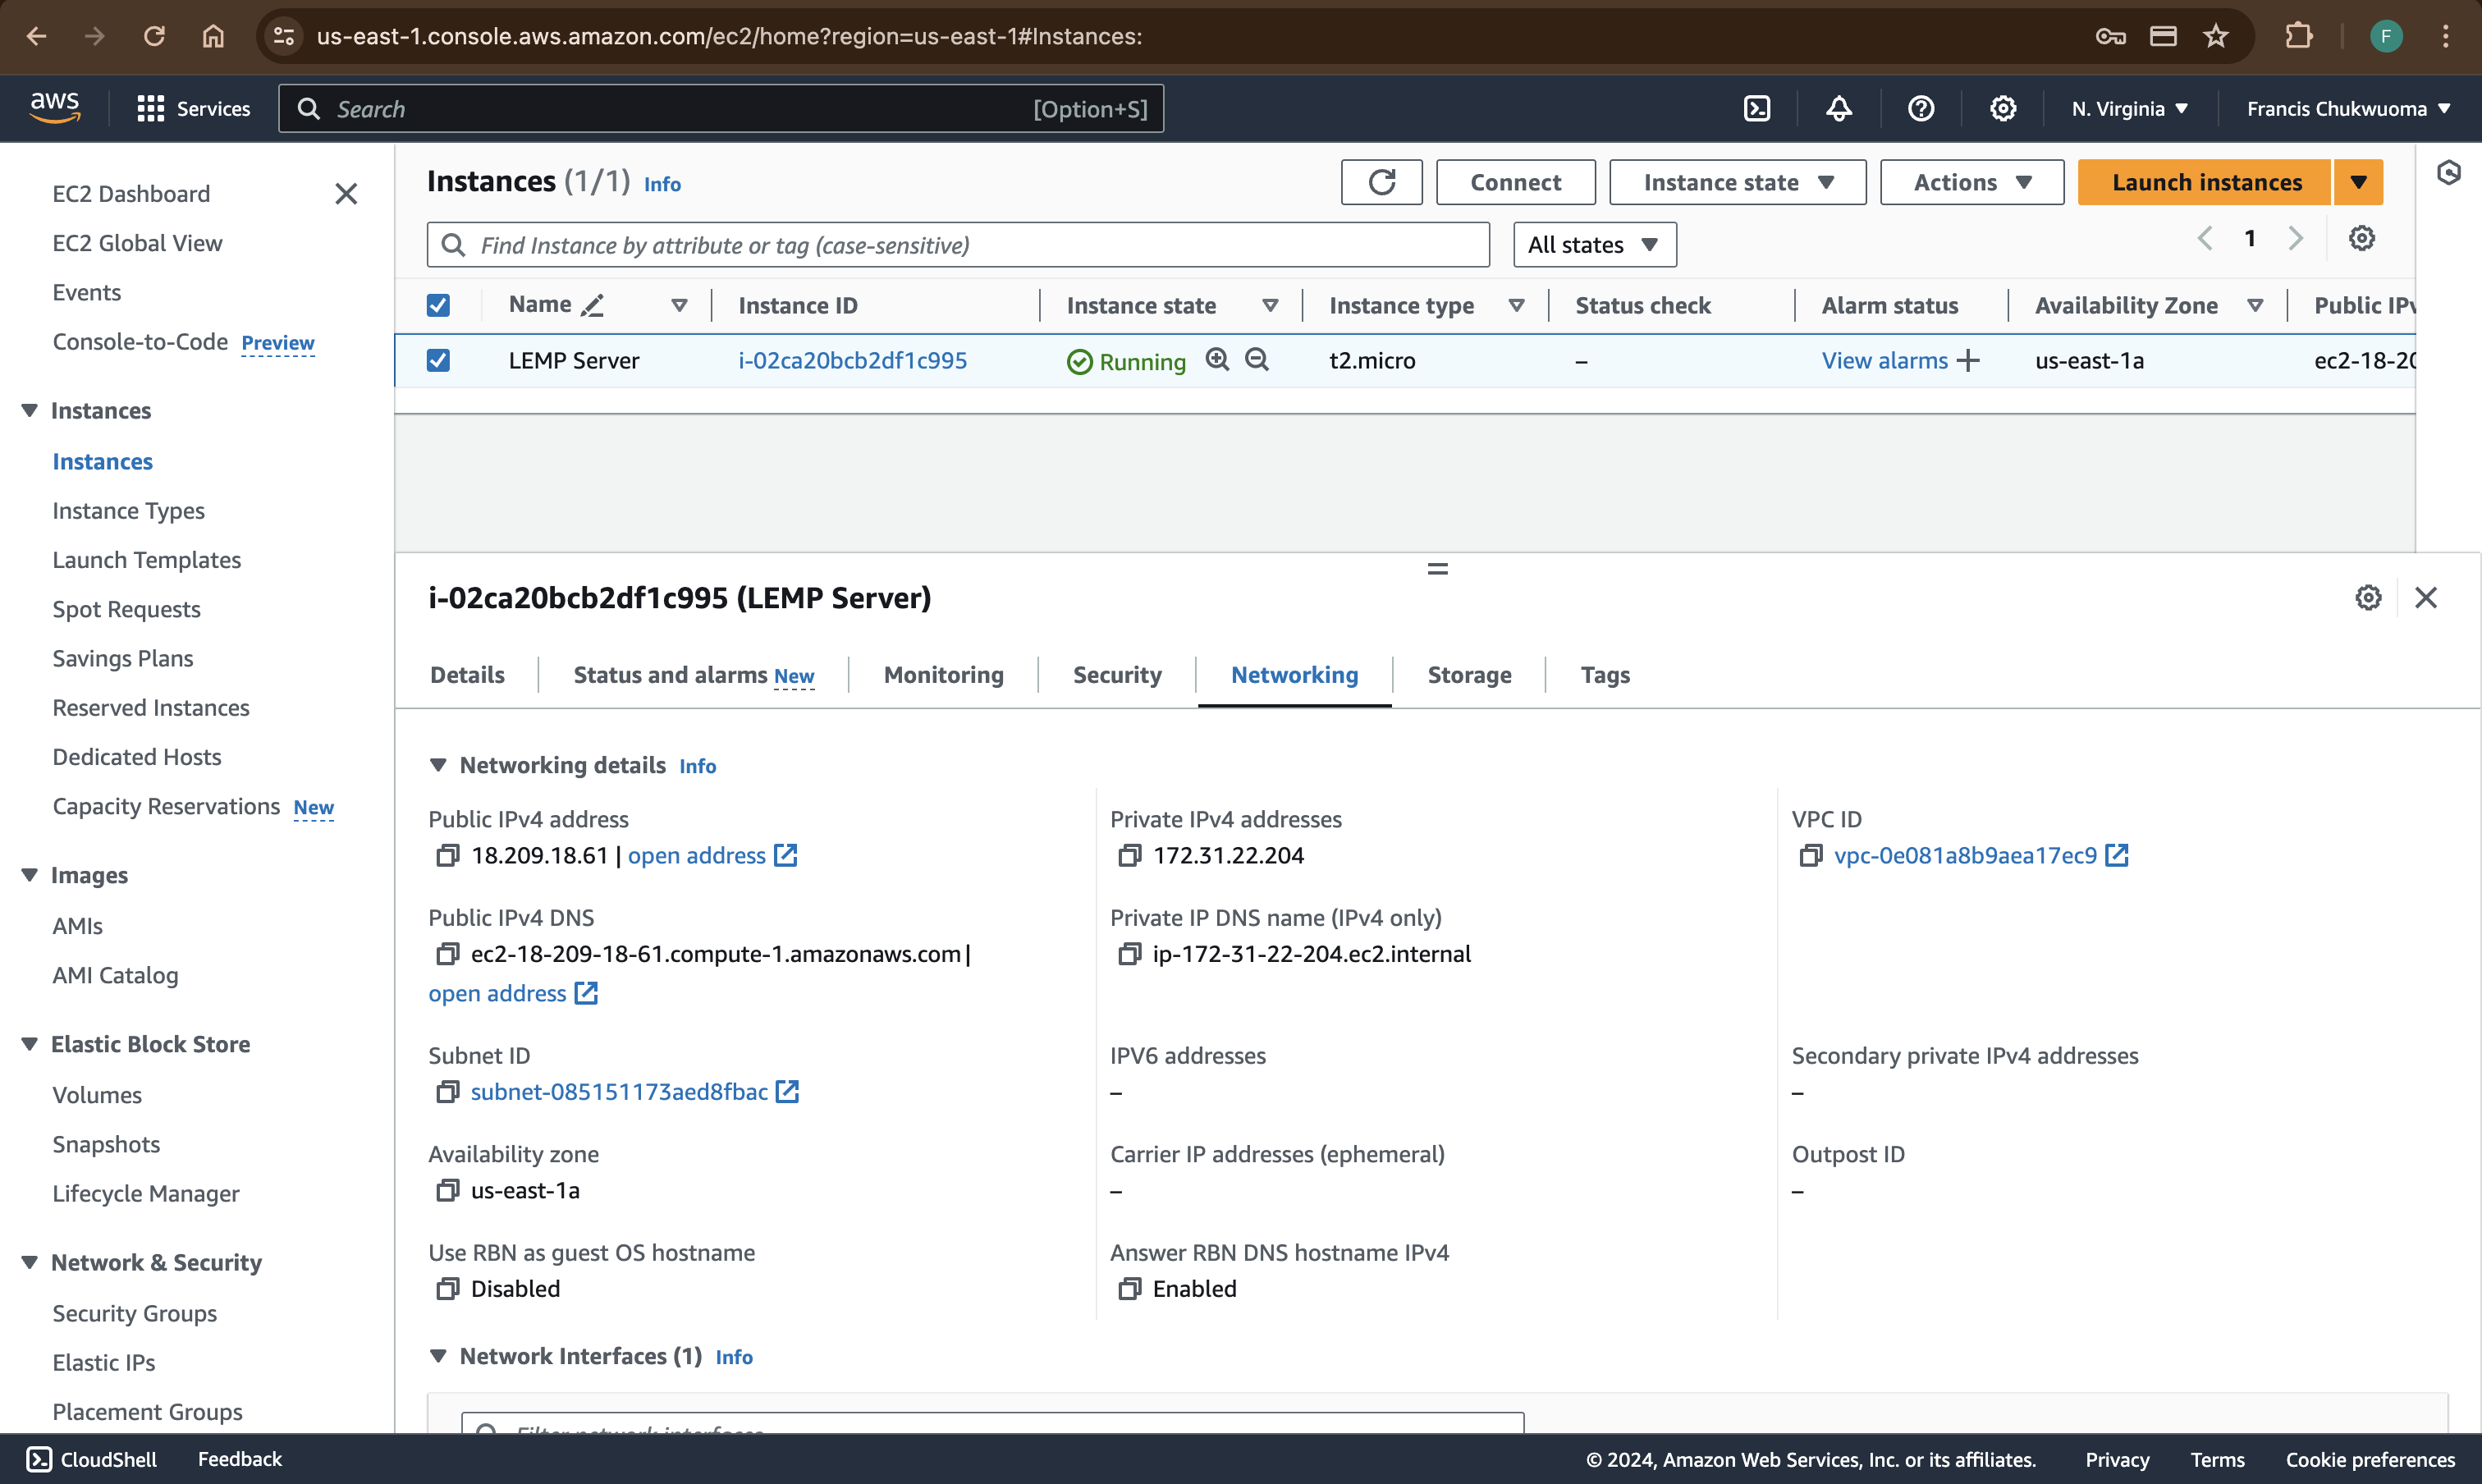 us-east-1.console.aws.amazon.com/ec2/home?region=us-east-1#Instances:
F
aws
Services
Search
[Option+S]
N. Virginia
Francis Chukwuoma
EC2 Dashboard
EC2 Global View
Events
Console-to-Code Preview
Instances
Instances
Instance Types
Launch Templates
Spot Requests
Savings Plans
Reserved Instances
Dedicated Hosts
Capacity Reservations New
Images
AMIs
AMI Catalog
Elastic Block Store
Volumes
Snapshots
Lifecycle Manager
Network & Security
Security Groups
Elastic IPs
Placement Groups
Instances (1/1) Info
Connect
Instance state
Actions
Launch instances
Find Instance by attribute or tag (case-sensitive)
All states
1
Name Instance ID Instance state Instance type Status check Alarm status Availability Zone Public IPv
LEMP Server i-02ca20bcb2df1c995 Running t2.micro – View alarms + us-east-1a ec2-18-20
i-02ca20bcb2df1c995 (LEMP Server)
Details Status and alarms New Monitoring Security Networking Storage Tags
Networking details Info
Public IPv4 address
18.209.18.61 | open address
Private IPv4 addresses
172.31.22.204
VPC ID
vpc-0e081a8b9aea17ec9
Public IPv4 DNS
ec2-18-209-18-61.compute-1.amazonaws.com |
open address
Private IP DNS name (IPv4 only)
ip-172-31-22-204.ec2.internal
Subnet ID
subnet-085151173aed8fbac
IPV6 addresses
–
Secondary private IPv4 addresses
–
Availability zone
us-east-1a
Carrier IP addresses (ephemeral)
–
Outpost ID
–
Use RBN as guest OS hostname
Disabled
Answer RBN DNS hostname IPv4
Enabled
Network Interfaces (1) Info
Filter network interfaces
CloudShell
Feedback
© 2024, Amazon Web Services, Inc. or its affiliates.
Privacy
Terms
Cookie preferences